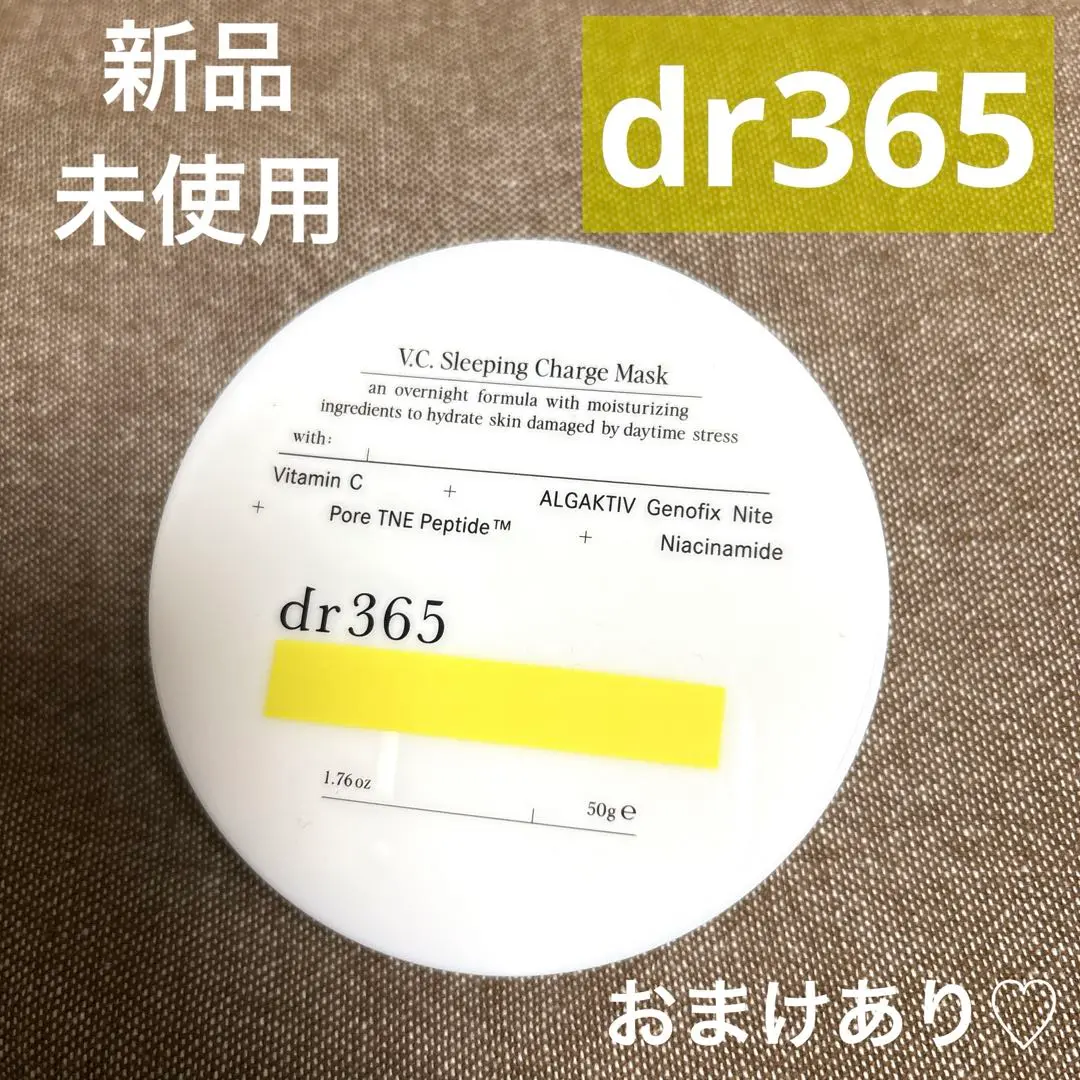 新品
未使用
dr365
V.C. Sleeping Charge Mask
an overnight formula with moisturizing
ingredients to hydrate skin damaged by daytime stress
with:
Vitamin C + ALGAKTIV Genofix Nite
+ Pore TNE Peptide™ + Niacinamide
dr365
1.76 oz 50g ℮
おまけあり♡